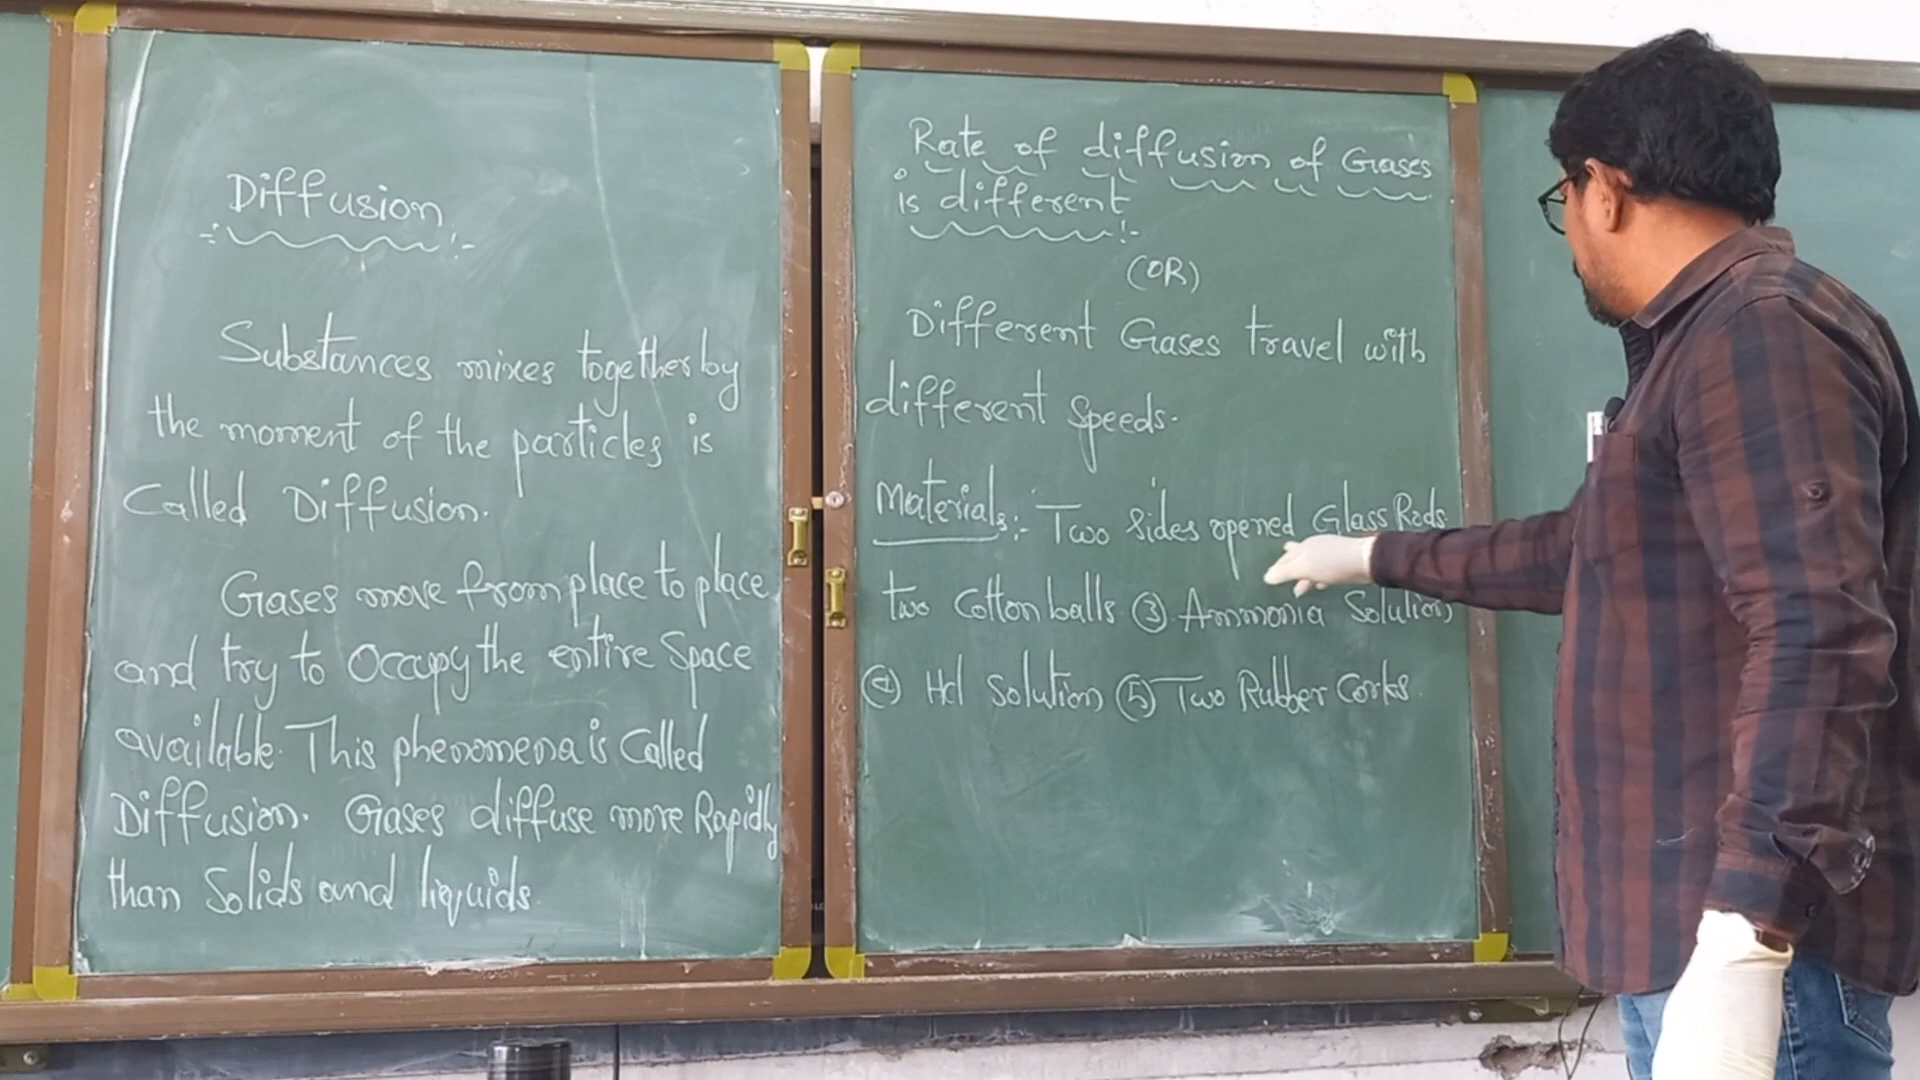 Diffusion
Substances mixes together by
the moment of the particles is
Called Diffusion.
Gases move from place to place
and try to Occupy the entire Space
available. This phenomena is Called
Diffusion. Gases diffuse more Rapidly
than Solids and liquids.
Rate of diffusion of Gases
is different
(OR)
Different Gases travel with
different Speeds.
Materials:- Two sides opened Glass Rods
two Cotton balls ③ Ammonia Solution
④ Hcl Solution ⑤ Two Rubber Corks.